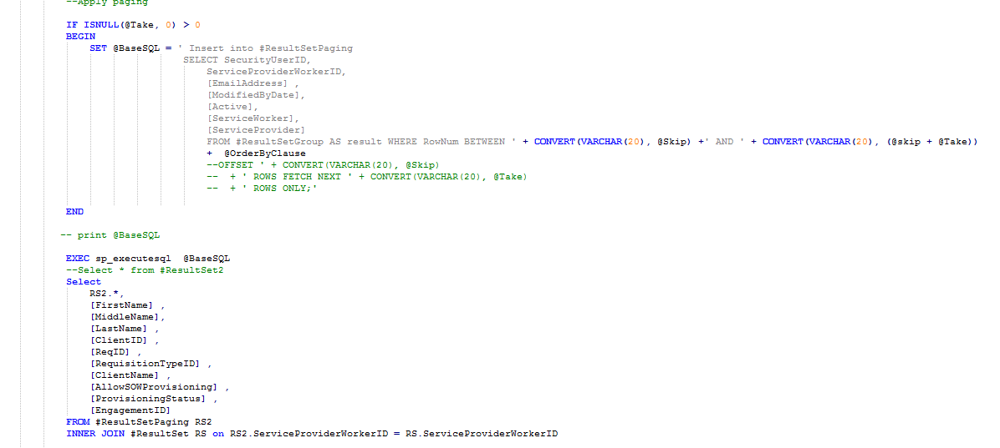 --Apply paging
IF ISNULL(@Take, 0) > 0
BEGIN
SET @BaseSQL = ' Insert into #ResultSetPaging
SELECT SecurityUserID,
ServiceProviderWorkerID,
[EmailAddress] ,
[ModifiedByDate],
[Active],
[ServiceWorker],
[ServiceProvider]
FROM #ResultSetGroup AS result WHERE RowNum BETWEEN ' + CONVERT(VARCHAR(20), @Skip) +' AND ' + CONVERT(VARCHAR(20), (@skip + @Take))
+ @OrderByClause
--OFFSET ' + CONVERT(VARCHAR(20), @Skip)
-- + ' ROWS FETCH NEXT ' + CONVERT(VARCHAR(20), @Take)
-- + ' ROWS ONLY;'
END
-- print @BaseSQL
EXEC sp_executesql @BaseSQL
--Select * from #ResultSet2
Select
RS2.*,
[FirstName] ,
[MiddleName],
[LastName] ,
[ClientID] ,
[ReqID] ,
[RequisitionTypeID] ,
[ClientName] ,
[AllowSOWProvisioning] ,
[ProvisioningStatus] ,
[EngagementID]
FROM #ResultSetPaging RS2
INNER JOIN #ResultSet RS on RS2.ServiceProviderWorkerID = RS.ServiceProviderWorkerID